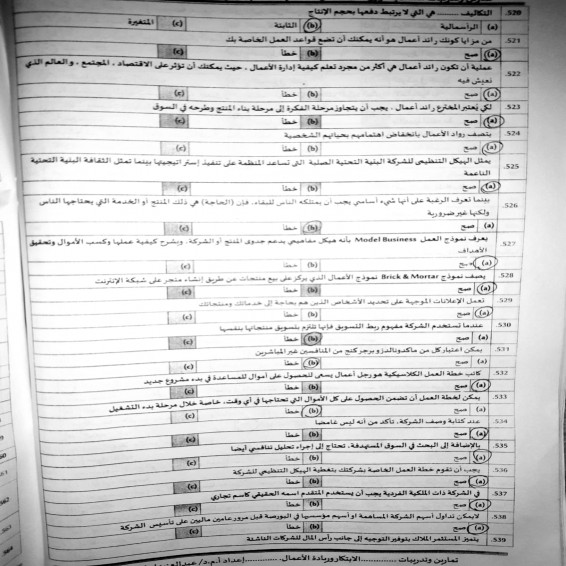 520. التكاليف ........ هي التي لا يرتبط دفعها بحجم الإنتاج
(a) الرأسمالية (b) الثابتة (c) المتغيرة
521. من مزايا كونك رائد أعمال هو أنه يمكنك أن تضع قواعد العمل الخاصة بك
(a) صح (b) خطأ (c)
522. عملية أن تكون رائد أعمال هي أكثر من مجرد تعلم كيفية إدارة الأعمال، حيث يمكنك أن تؤثر على الاقتصاد، المجتمع، والعالم الذي
نعيش فيه
(a) صح (b) خطأ (c)
523. لكي يُعتبر المخترع رائد أعمال، يجب أن يتجاوز مرحلة الفكرة إلى مرحلة بناء المنتج وطرحه في السوق
(a) صح (b) خطأ (c)
524. يتصف رواد الأعمال بانخفاض اهتمامهم بحياتهم الشخصية
(a) صح (b) خطأ (c)
525. يمثل الهيكل التنظيمي للشركة البنية التحتية الصلبة التي تساعد المنظمة على تنفيذ إستراتيجيتها بينما تمثل الثقافة البنية التحتية
الناعمة
(a) صح (b) خطأ (c)
526. بينما تعرف الرغبة على أنها شيء أساسي يجب أن يمتلكه الناس للبقاء، فإن (الحاجة) هي ذلك المنتج أو الخدمة التي يحتاجها الناس
ولكنها غير ضرورية
(a) صح (b) خطأ (c)
527. يعرف نموذج العمل Model Business بأنه هيكل مفاهيمي يدعم جدوى المنتج أو الشركة، ويشرح كيفية عملها وكسب الأموال وتحقيق
الأهداف
(a) صح (b) خطأ (c)
528. يصف نموذج Brick & Mortar نموذج الأعمال الذي يركز على بيع منتجات عن طريق إنشاء متجر على شبكة الإنترنت
(a) صح (b) خطأ (c)
529. تعمل الإعلانات الموجهة على تحديد الأشخاص الذين هم بحاجة إلى خدماتك ومنتجاتك
(a) صح (b) خطأ (c)
530. عندما تستخدم الشركة مفهوم ربط التسويق فإنها تلتزم بتسويق منتجاتها بنفسها
(a) صح (b) خطأ (c)
531. يمكن اعتبار كل من ماكدونالدز و برجر كنج من المنافسين غير المباشرين
(a) صح (b) خطأ (c)
532. كاتب خطة العمل الكلاسيكية هو رجل أعمال يسعى للحصول على أموال للمساعدة في بدء مشروع جديد
(a) صح (b) خطأ (c)
533. يمكن لخطة العمل أن تضمن الحصول على كل الأموال التي تحتاجها في أي وقت، خاصة خلال مرحلة بدء التشغيل
(a) صح (b) خطأ (c)
534. عند كتابة وصف الشركة، تأكد من أنه ليس غامضا
(a) صح (b) خطأ (c)
535. بالإضافة إلى البحث في السوق المستهدفة، تحتاج إلى إجراء تحليل تنافسي أيضا
(a) صح (b) خطأ (c)
536. يجب أن تقوم خطة العمل الخاصة بشركتك بتغطية الهيكل التنظيمي للشركة
(a) صح (b) خطأ (c)
537. في الشركة ذات الملكية الفردية يجب أن يستخدم المتقدم اسمه الحقيقي كاسم تجاري
(a) صح (b) خطأ (c)
538. لا يمكن تداول أسهم الشركة المساهمة أو أسهم مؤسسيها في البورصة قبل مرور عامين ماليين على تأسيس الشركة
(a) صح (b) خطأ (c)
539. يتميز المستثمر الملاك بتوفير التوجيه إلى جانب رأس المال للشركات الناشئة
تمارين وتدريبات .............. الابتكار وريادة الأعمال .............. إعداد أ.م.د/